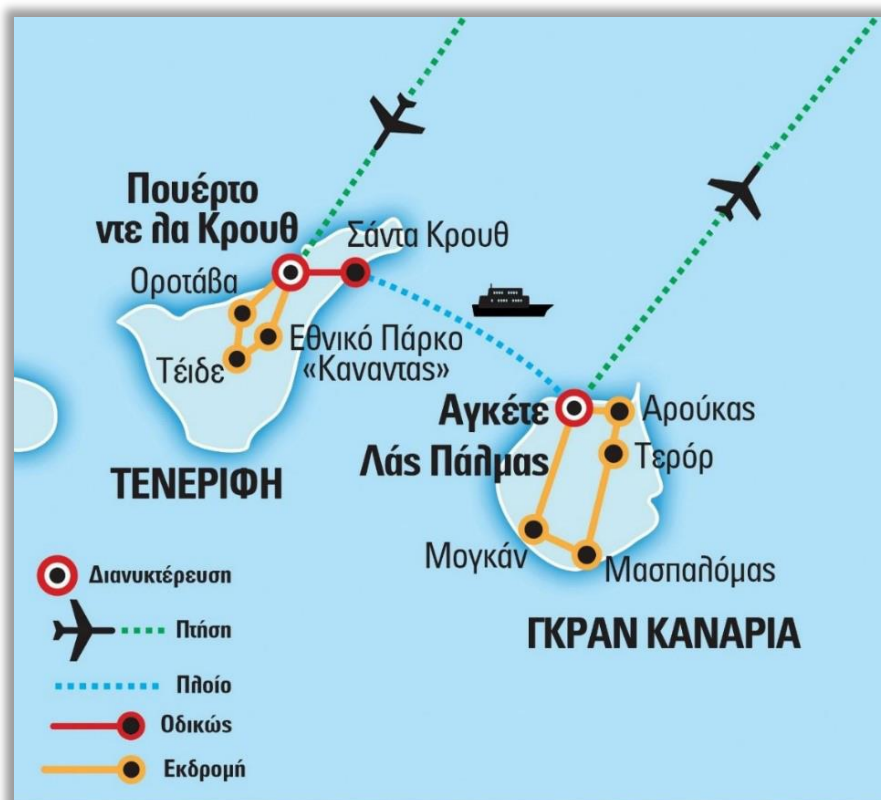 Πουέρτο
ντε λα Κρουθ
Σάντα Κρουθ
Οροτάβα
Εθνικό Πάρκο
«Καναντας»
Τέιδε
ΤΕΝΕΡΙΦΗ
Αγκέτε
Λάς Πάλμας
Αρούκας
Τερόρ
Μογκάν
Μασπαλόμας
ΓΚΡΑΝ ΚΑΝΑΡΙΑ
Διανυκτέρευση
Πτήση
Πλοίο
Οδικώς
Εκδρομή